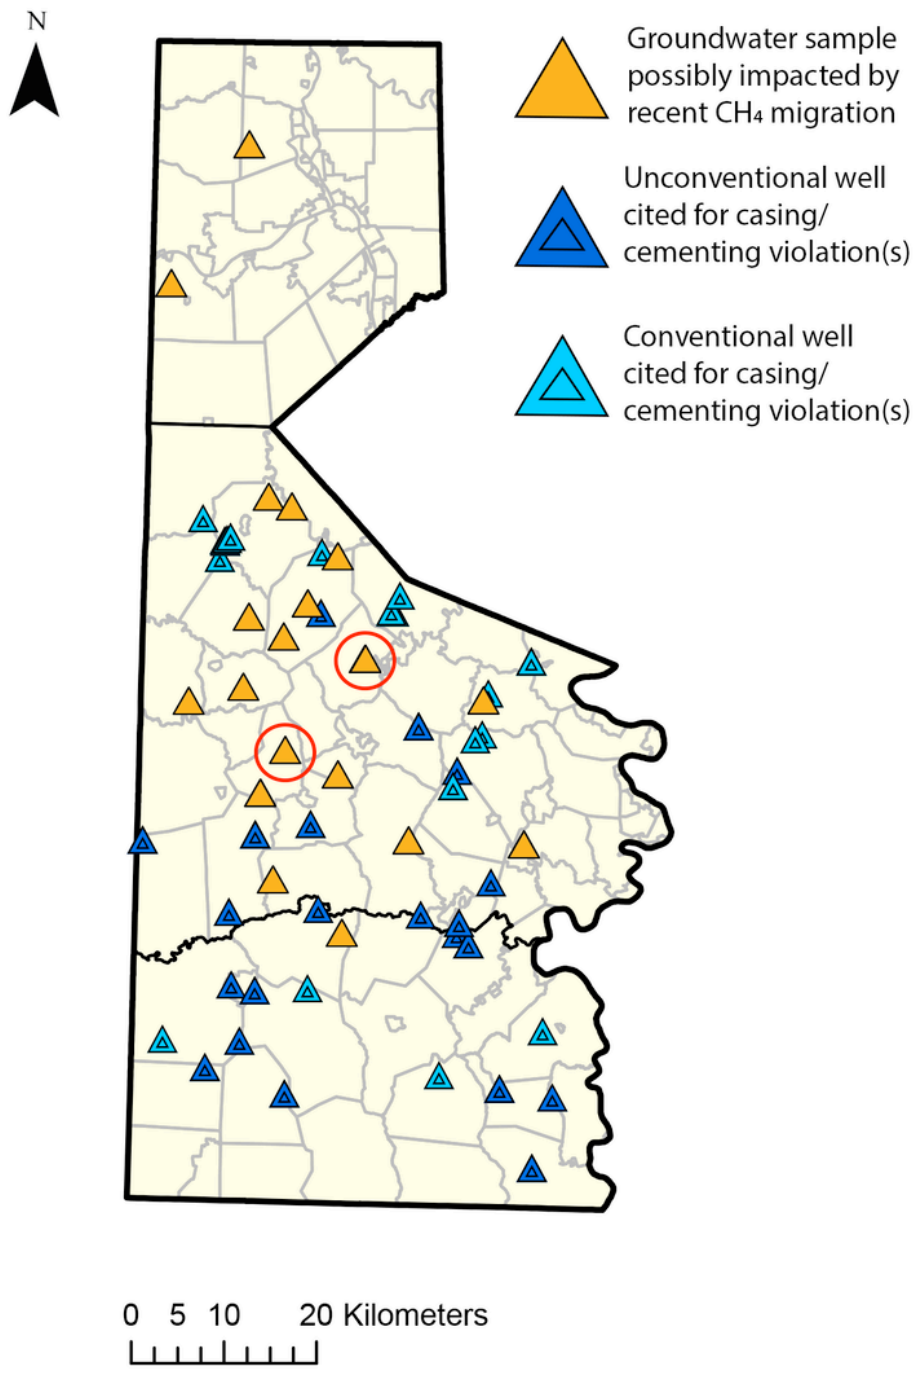 N
Groundwater sample
possibly impacted by
recent CH₄ migration
Unconventional well
cited for casing/
cementing violation(s)
Conventional well
cited for casing/
cementing violation(s)
0 5 10 20 Kilometers